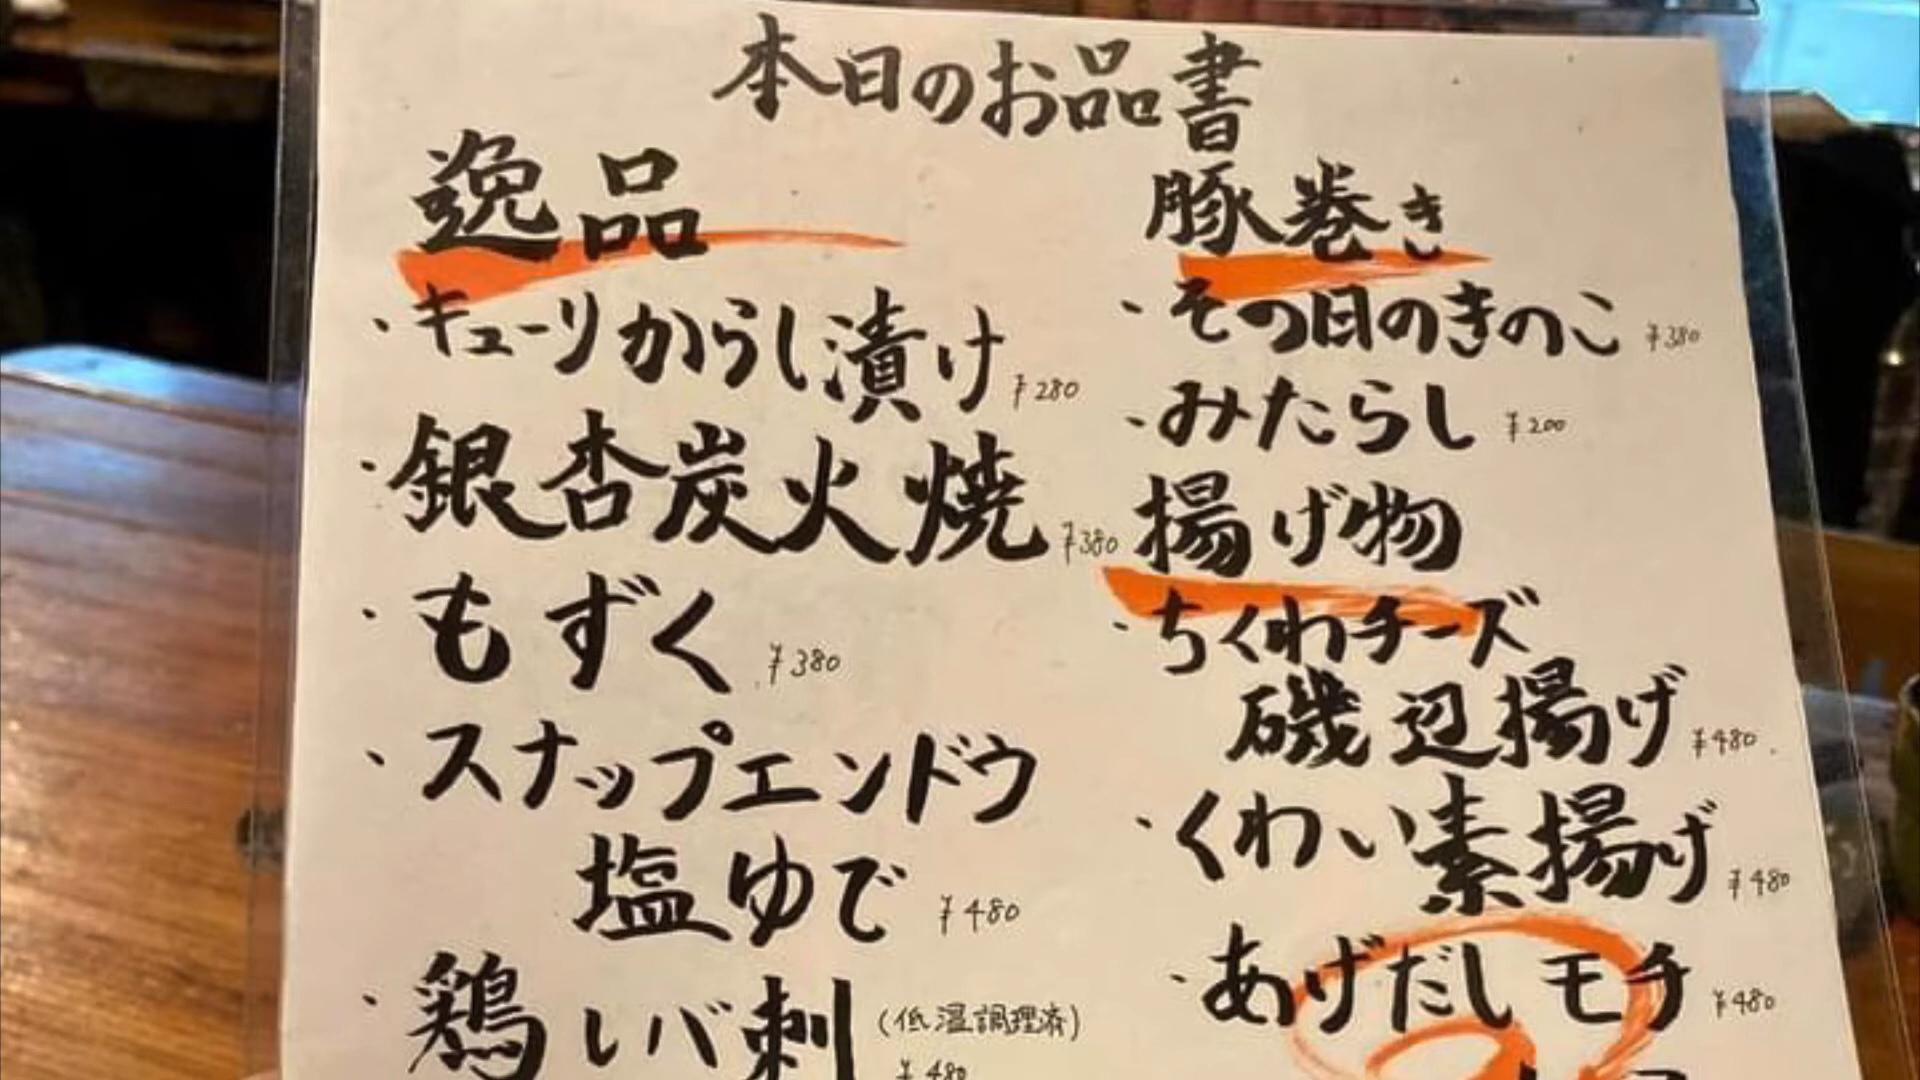 本日のお品書
逸品
・キューリからし漬け ¥280
・銀杏炭火焼 ¥380
・もずく ¥380
・スナップエンドウ
塩ゆで ¥480
・鶏レバ刺 (低温調理済)
¥480
豚巻き
・その日のきのこ ¥380
・みたらし ¥200
揚げ物
・ちくわチーズ
磯辺揚げ ¥480
・くわい素揚げ ¥480
・あげだしモチ ¥480